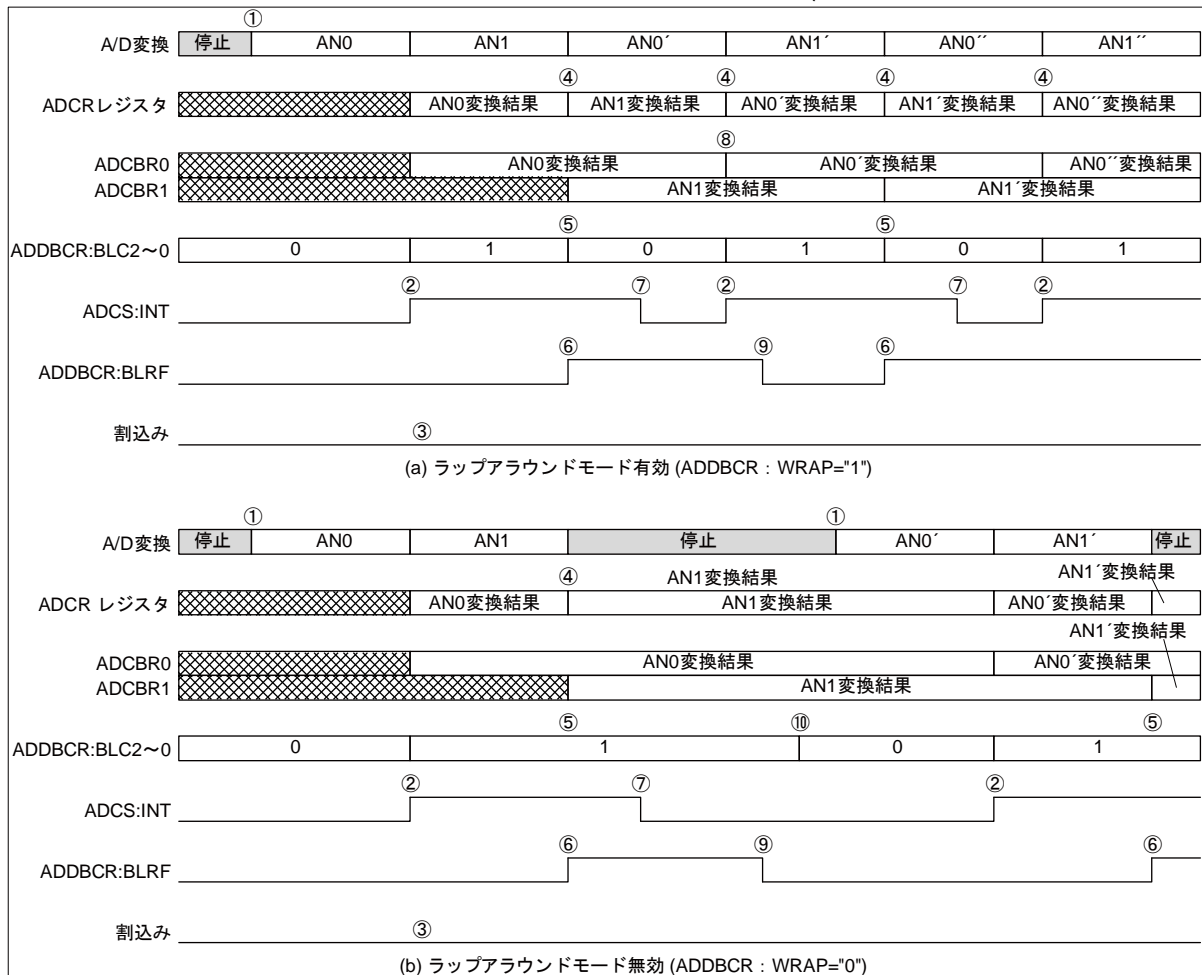 ①
A/D変換 停止 AN0 AN1 AN0´ AN1´ AN0´´ AN1´´
④ ④ ④ ④
ADCRレジスタ AN0変換結果 AN1変換結果 AN0´変換結果 AN1´変換結果 AN0´´変換結果
⑧
ADCBR0 AN0変換結果 AN0´変換結果 AN0´´変換結果
ADCBR1 AN1変換結果 AN1´変換結果
⑤ ⑤
ADDBCR:BLC2～0 0 1 0 1 0 1
② ⑦ ② ⑦ ②
ADCS:INT
⑥ ⑨ ⑥
ADDBCR:BLRF
割込み ③
(a) ラップアラウンドモード有効 (ADDBCR : WRAP="1")
① ①
A/D変換 停止 AN0 AN1 停止 AN0´ AN1´ 停止
④ AN1変換結果 AN1´変換結果
ADCR レジスタ AN0変換結果 AN1変換結果 AN0´変換結果
AN1´変換結果
ADCBR0 AN0変換結果 AN0´変換結果
ADCBR1 AN1変換結果
⑤ ⑩ ⑤
ADDBCR:BLC2～0 0 1 0 1
② ⑦ ②
ADCS:INT
⑥ ⑨ ⑥
ADDBCR:BLRF
割込み ③
(b) ラップアラウンドモード無効 (ADDBCR : WRAP="0")